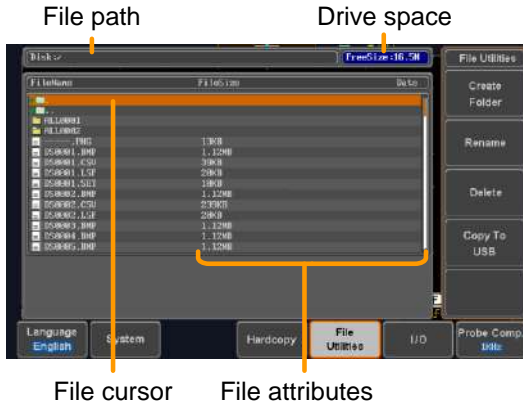 File path
Drive space
Disk:/
FreeSize:16.5M
File Utilities
FileName FileSize Date
.
..
ALL0001
ALL0002
.PNG 13KB
DS0001.BMP 1.12MB
DS0001.CSV 39KB
DS0001.LSF 20KB
DS0001.SET 10KB
DS0002.BMP 1.12MB
DS0002.CSV 239KB
DS0002.LSF 20KB
DS0003.BMP 1.12MB
DS0004.BMP 1.12MB
DS0005.BMP 1.12MB
Create
Folder
Rename
Delete
Copy To
USB
Language
English
System
Hardcopy
File
Utilities
I/O
Probe Comp.
1KHz
File cursor
File attributes